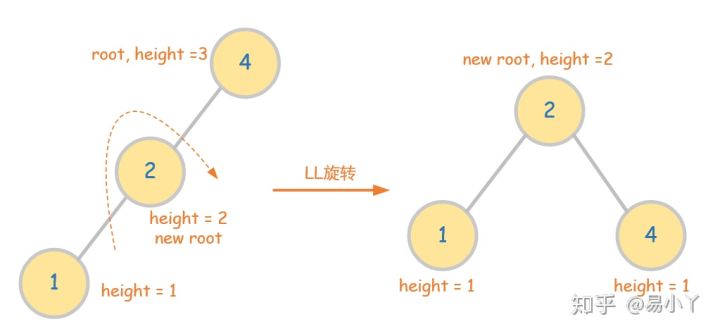 root, height =3
4
2
height = 2
new root
1
height = 1
LL旋转
new root, height =2
2
1
height = 1
4
height = 1
知乎 @易小丫